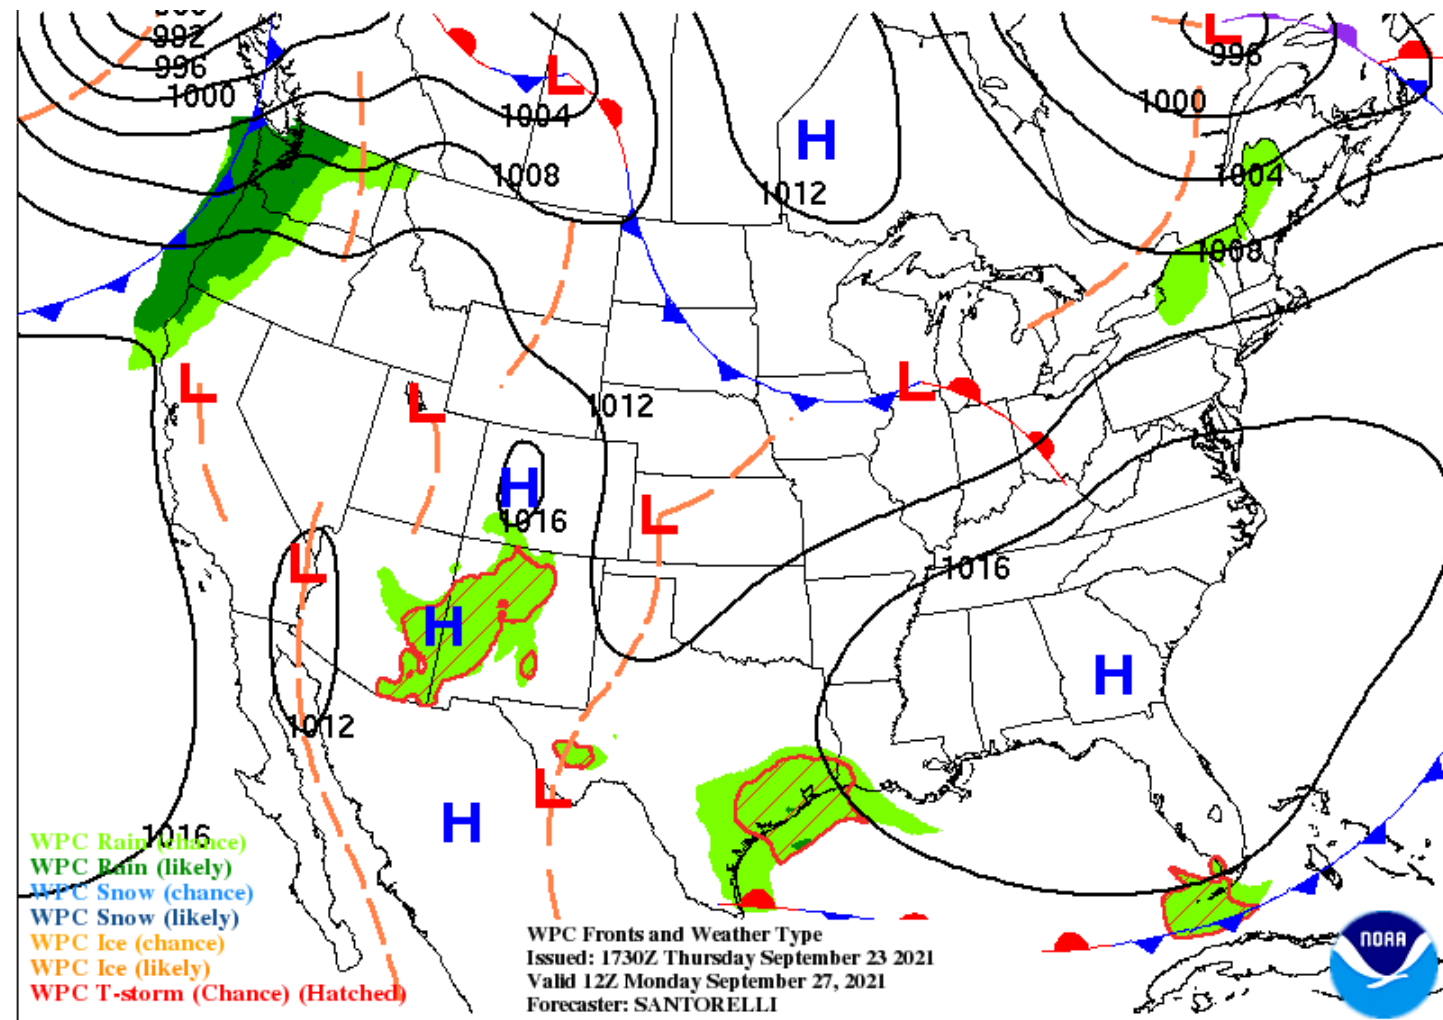 992
996
1000
L
1004
1008
H
1012
L
996
1000
1004
1008
L
L
L
1012
H
1016
L
L
H
1016
H
1012
L
H
1016
WPC Rain (chance)
WPC Rain (likely)
WPC Snow (chance)
WPC Snow (likely)
WPC Ice (chance)
WPC Ice (likely)
WPC T-storm (Chance) (Hatched)
WPC Fronts and Weather Type
Issued: 1730Z Thursday September 23 2021
Valid 12Z Monday September 27, 2021
Forecaster: SANTORELLI
NOAA